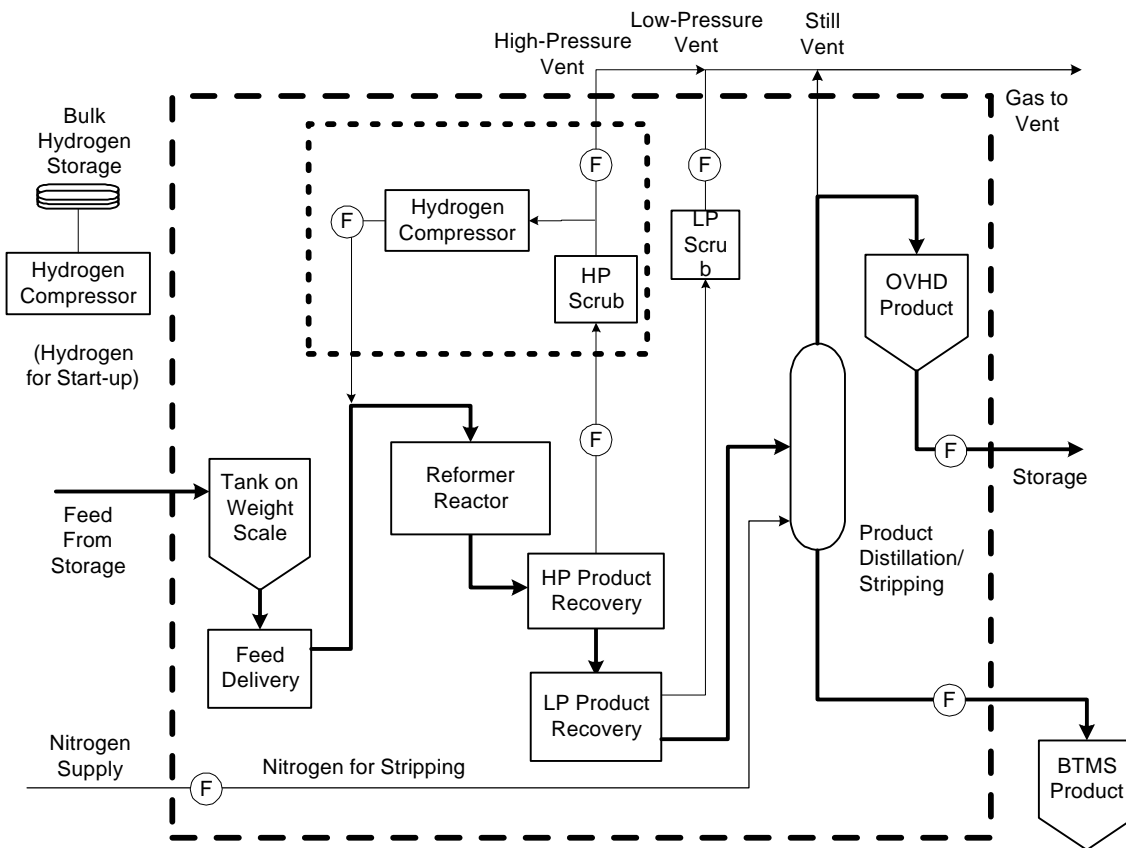 Low-Pressure
Vent
Still
Vent
High-Pressure
Vent
Gas to
Vent
Bulk
Hydrogen
Storage
Hydrogen
Compressor
(Hydrogen
for Start-up)
F
F
F
Hydrogen
Compressor
HP
Scrub
LP
Scru
b
OVHD
Product
F
F
Storage
Feed
From
Storage
Tank on
Weight
Scale
Reformer
Reactor
Product
Distillation/
Stripping
HP Product
Recovery
Feed
Delivery
LP Product
Recovery
F
Nitrogen
Supply
F
Nitrogen for Stripping
BTMS
Product